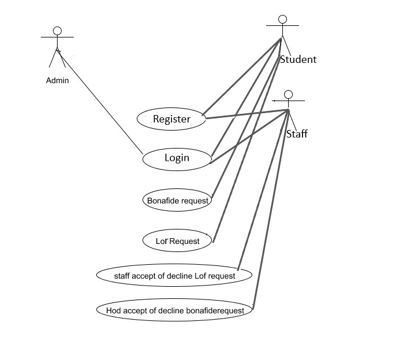 Student
Admin
Register
Staff
Login
Bonafide request
Lof Request
staff accept of decline Lof request
Hod accept of decline bonafiderequest